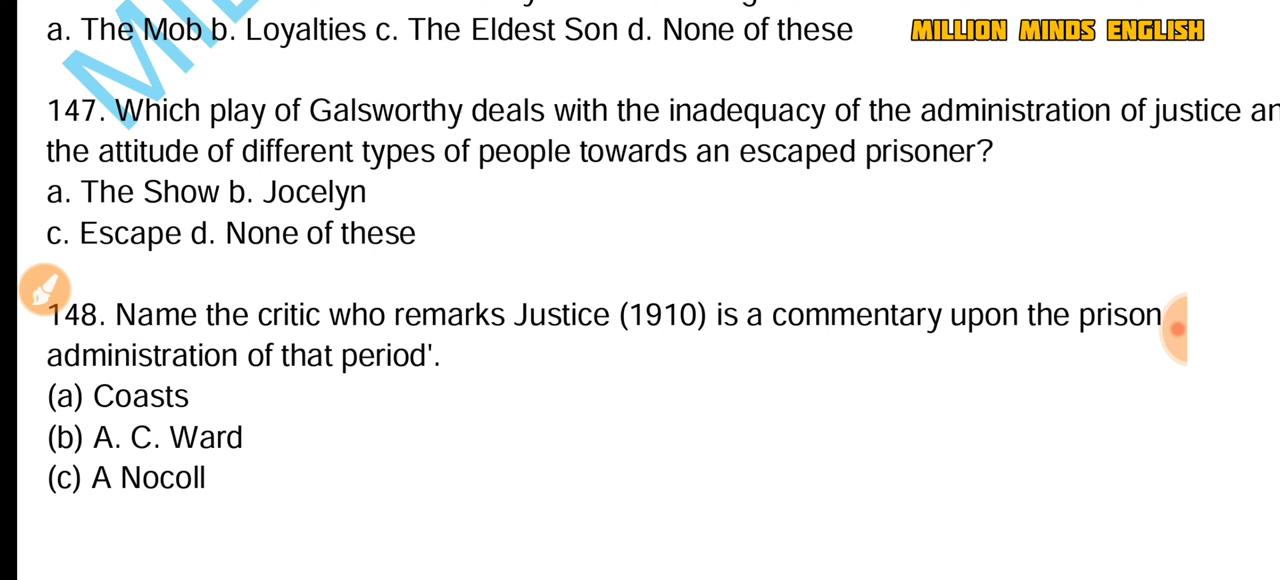 a. The Mob b. Loyalties c. The Eldest Son d. None of these
MILLION MINDS ENGLISH
147. Which play of Galsworthy deals with the inadequacy of the administration of justice
the attitude of different types of people towards an escaped prisoner?
a. The Show b. Jocelyn
c. Escape d. None of these
148. Name the critic who remarks Justice (1910) is a commentary upon the prison
administration of that period'.
(a) Coasts
(b) A. C. Ward
(c) A Nocoll